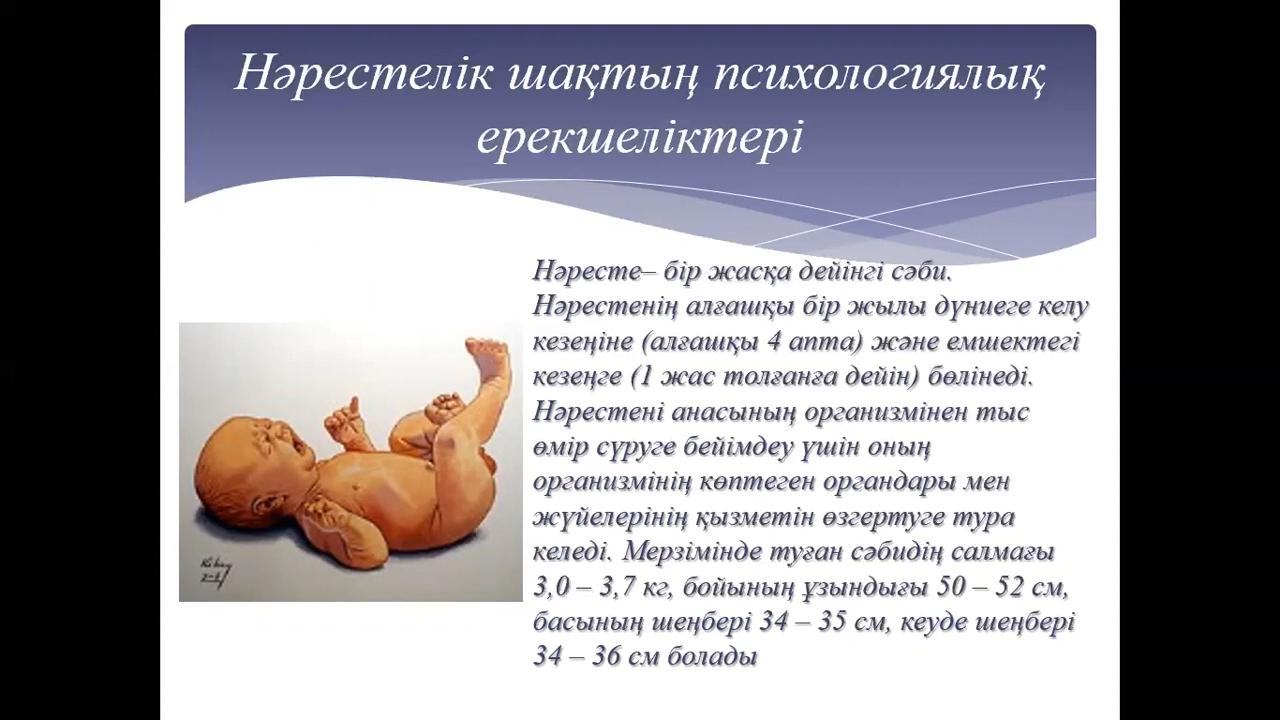 Нәрестелік шақтың психологиялық
ерекшеліктері
Нәресте– бір жасқа дейінгі сәби.
Нәрестенің алғашқы бір жылы дүниеге келу
кезеңіне (алғашқы 4 апта) және емшектегі
кезеңге (1 жас толғанға дейін) бөлінеді.
Нәрестені анасының организмінен тыс
өмір сүруге бейімдеу үшін оның
организмінің көптеген органдары мен
жүйелерінің қызметін өзгертуге тура
келеді. Мерзімінде туған сәбидің салмағы
3,0 – 3,7 кг, бойының ұзындығы 50 – 52 см,
басының шеңбері 34 – 35 см, кеуде шеңбері
34 – 36 см болады